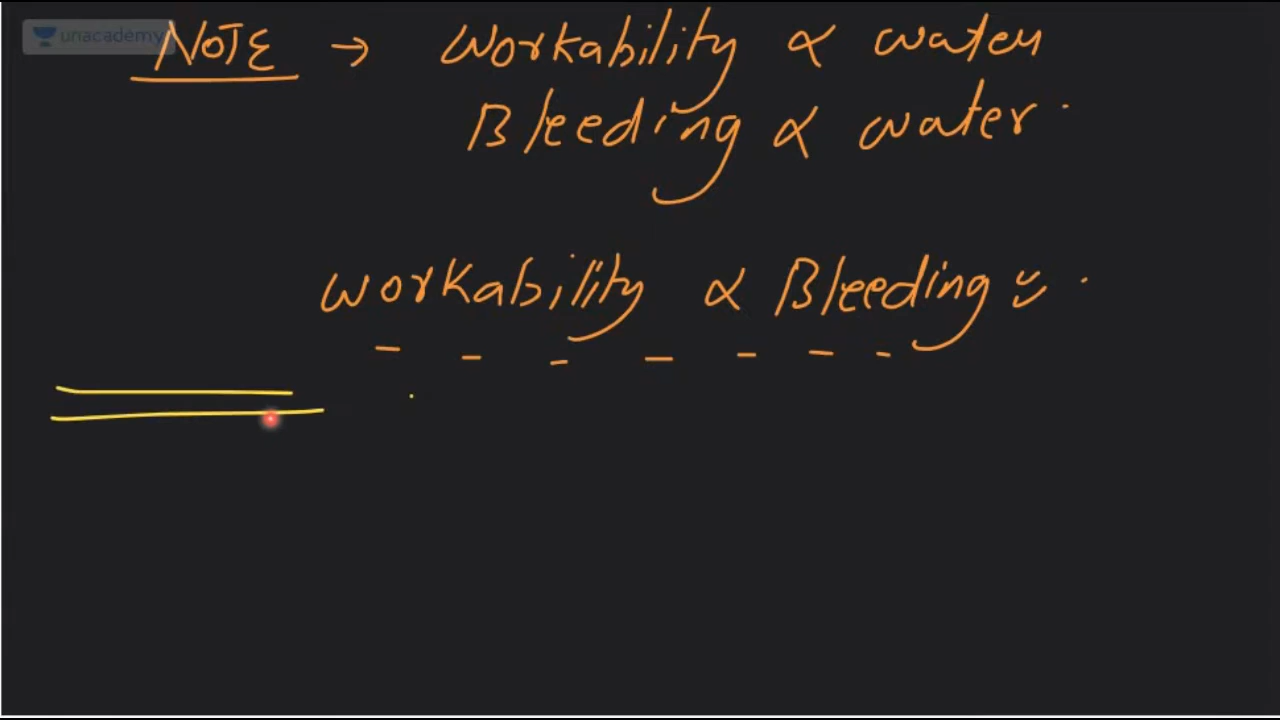 unacademy
NOTE → Workability ∝ water
Bleeding ∝ water.
Workability ∝ Bleeding.